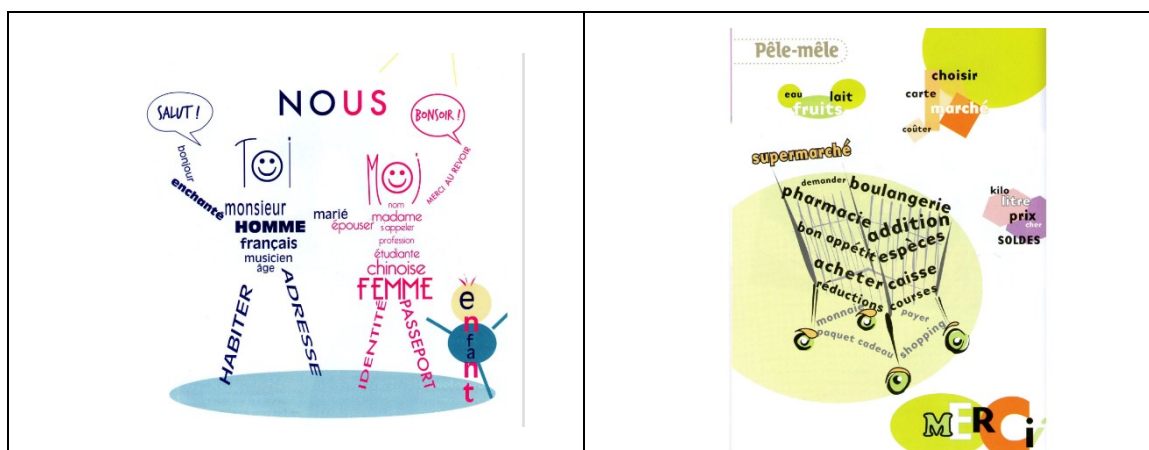 NOUS
SALUT !
BONSOIR !
TOI
MOI
bonjour
enchanté
MERCI AU REVOIR
monsieur
HOMME
français
musicien
âge
marié
épouser
nom
madame
s'appeler
profession
étudiante
chinoise
FEMME
HABITER
ADRESSE
IDENTITÉ
PASSEPORT
enfant
Pêle-mêle
eau
lait
fruits
choisir
carte
marché
coûter
supermarché
demander
boulangerie
pharmacie
addition
bon appétit
espèces
acheter
caisse
réductions
courses
monnaie
payer
paquet cadeau
shopping
kilo
litre
prix
cher
SOLDES
MERCi